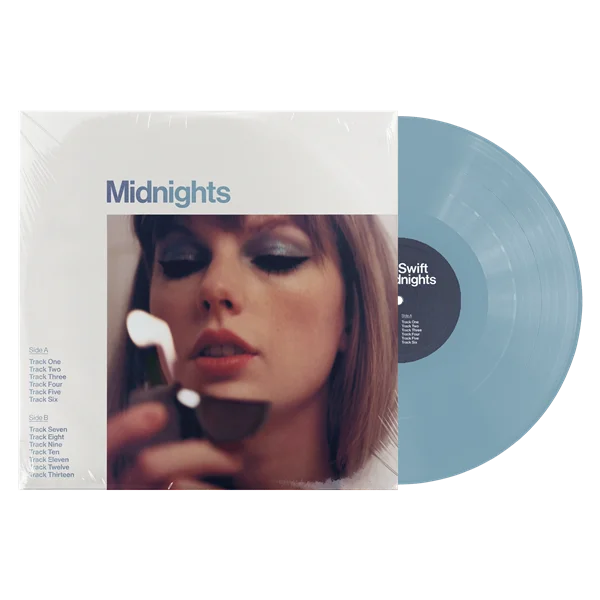 Midnights
Side A
Track One
Track Two
Track Three
Track Four
Track Five
Track Six
Side B
Track Seven
Track Eight
Track Nine
Track Ten
Track Eleven
Track Twelve
Track Thirteen
Swift
dnights
Track One
Track Two
Track Three
Track Four
Track Five
Track Six